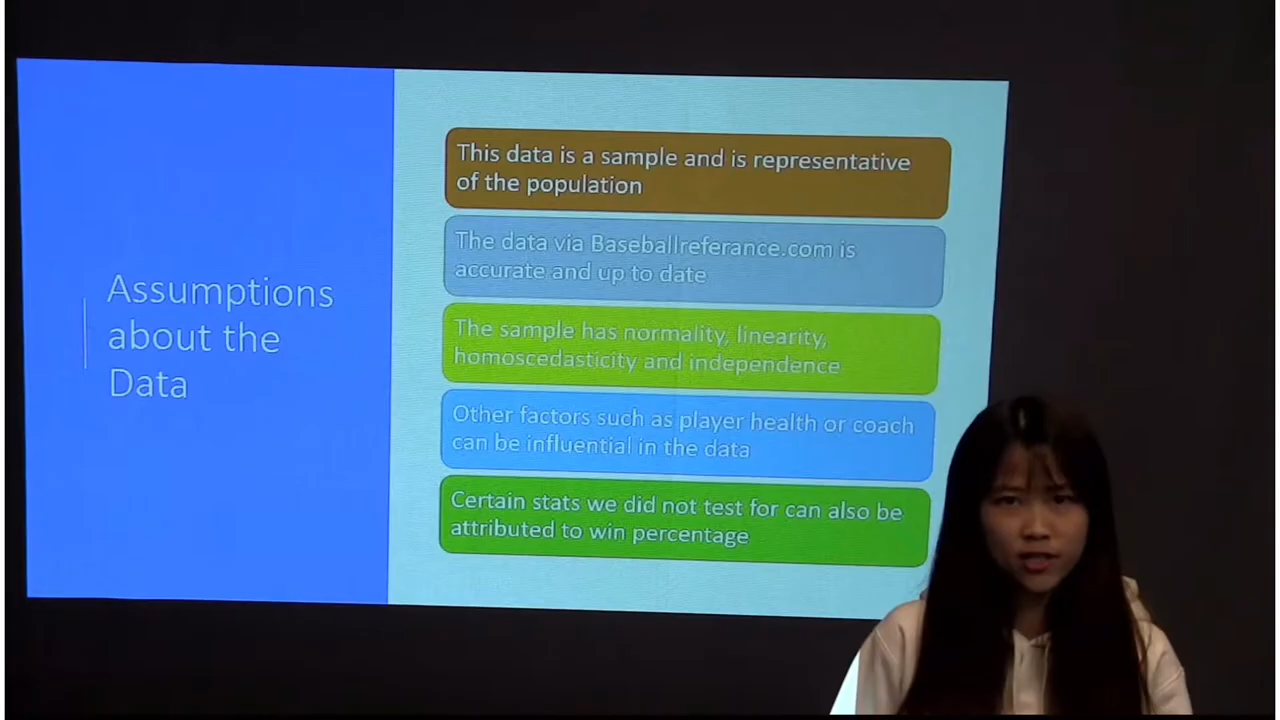 Assumptions
about the
Data
This data is a sample and is representative
of the population
The data via Baseballreferance.com is
accurate and up to date
The sample has normality, linearity,
homoscedasticity and independence
Other factors such as player health or coach
can be influential in the data
Certain stats we did not test for can also be
attributed to win percentage